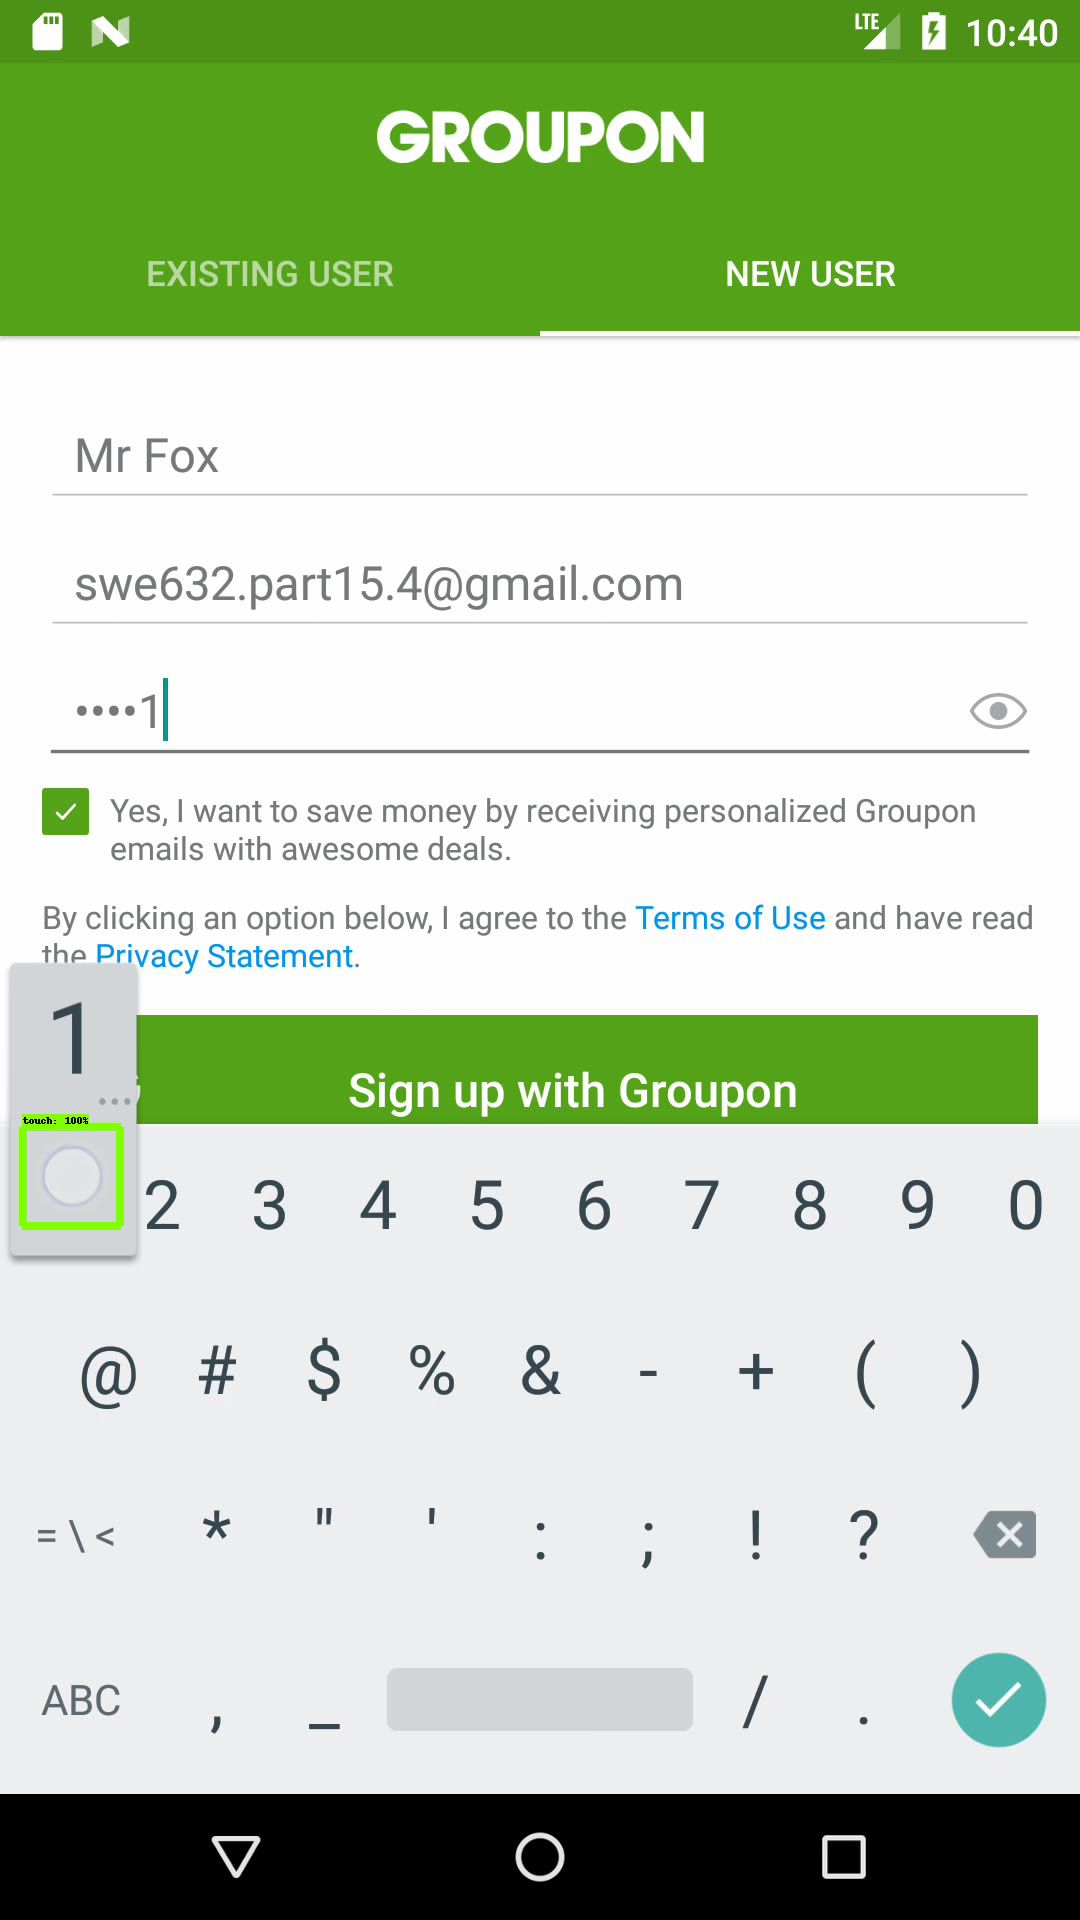 LTE 10:40
GROUPON
EXISTING USER NEW USER
Mr Fox
swe632.part15.4@gmail.com
••••1
Yes, I want to save money by receiving personalized Groupon
emails with awesome deals.
By clicking an option below, I agree to the Terms of Use and have read
the Privacy Statement.
1
...
Sign up with Groupon
touch: 100%
2 3 4 5 6 7 8 9 0
@ # $ % & - + ( )
= \ < * " ' : ; ! ?
ABC , _ / .